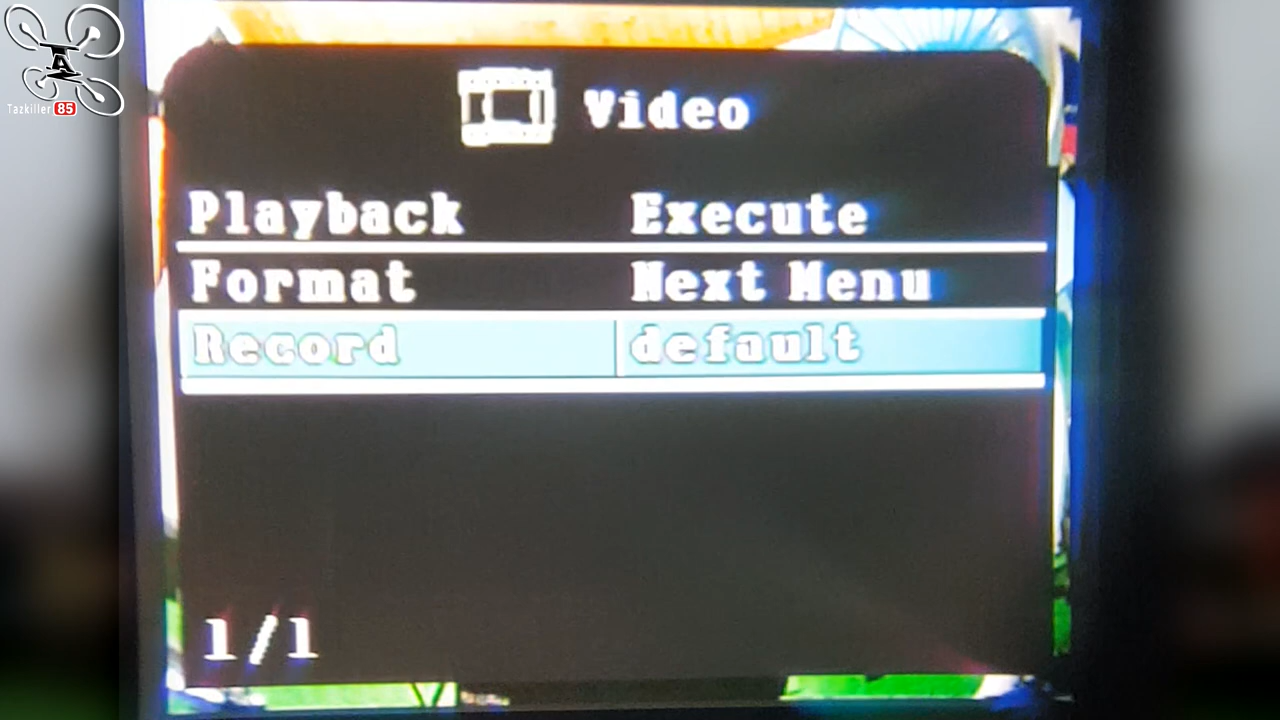 Tazkiller 85
Video
Playback Execute
Format Next Menu
Record default
1/1